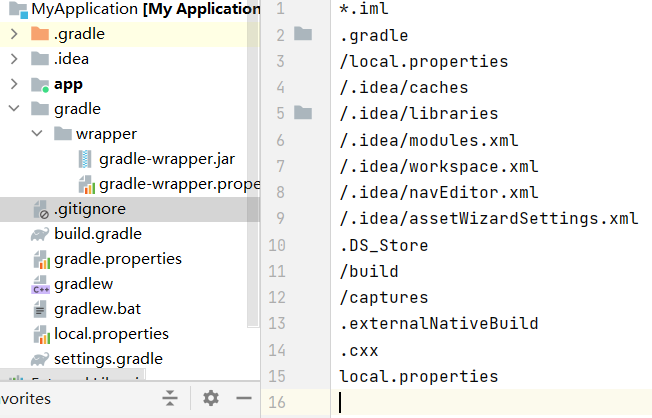 MyApplication [My Application
.gradle
.idea
app
gradle
wrapper
gradle-wrapper.jar
gradle-wrapper.prope
.gitignore
build.gradle
gradle.properties
gradlew
C++
gradlew.bat
local.properties
settings.gradle
avorites
1 *.iml
2 .gradle
3 /local.properties
4 /.idea/caches
5 /.idea/libraries
6 /.idea/modules.xml
7 /.idea/workspace.xml
8 /.idea/navEditor.xml
9 /.idea/assetWizardSettings.xml
10 .DS_Store
11 /build
12 /captures
13 .externalNativeBuild
14 .cxx
15 local.properties
16